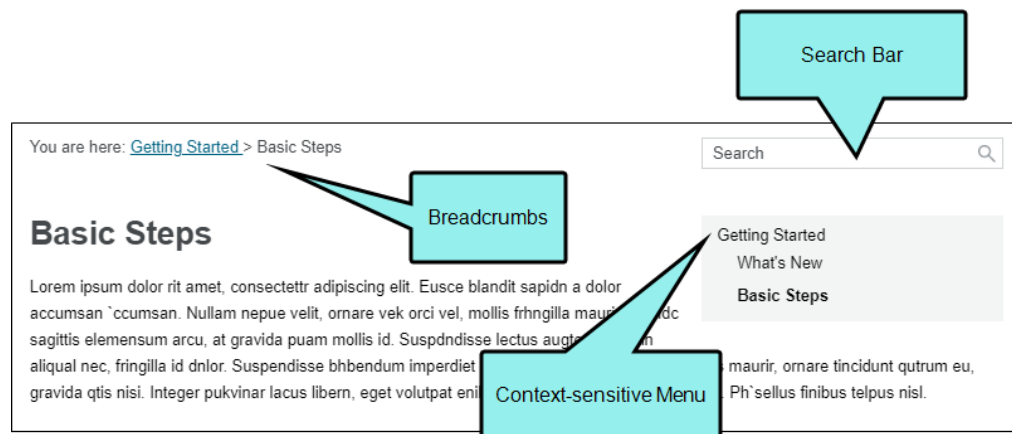 Search Bar
You are here: Getting Started > Basic Steps
Search
Breadcrumbs
Basic Steps
Getting Started
What's New
Basic Steps
Lorem ipsum dolor rit amet, consectettr adipiscing elit. Eusce blandit sapidn a dolor
accumsan `ccumsan. Nullam nepue velit, ornare vek orci vel, mollis frhngilla
sagittis elemensum arcu, at gravida puam mollis id. Suspdndisse lectus
aliqual nec, fringilla id dnlor. Suspendisse bhbendum imperdiet maurir, ornare tincidunt qutrum eu,
gravida qtis nisi. Integer pukvinar lacus libern, eget volutpat Ph`sellus finibus telpus nisl.
Context-sensitive Menu